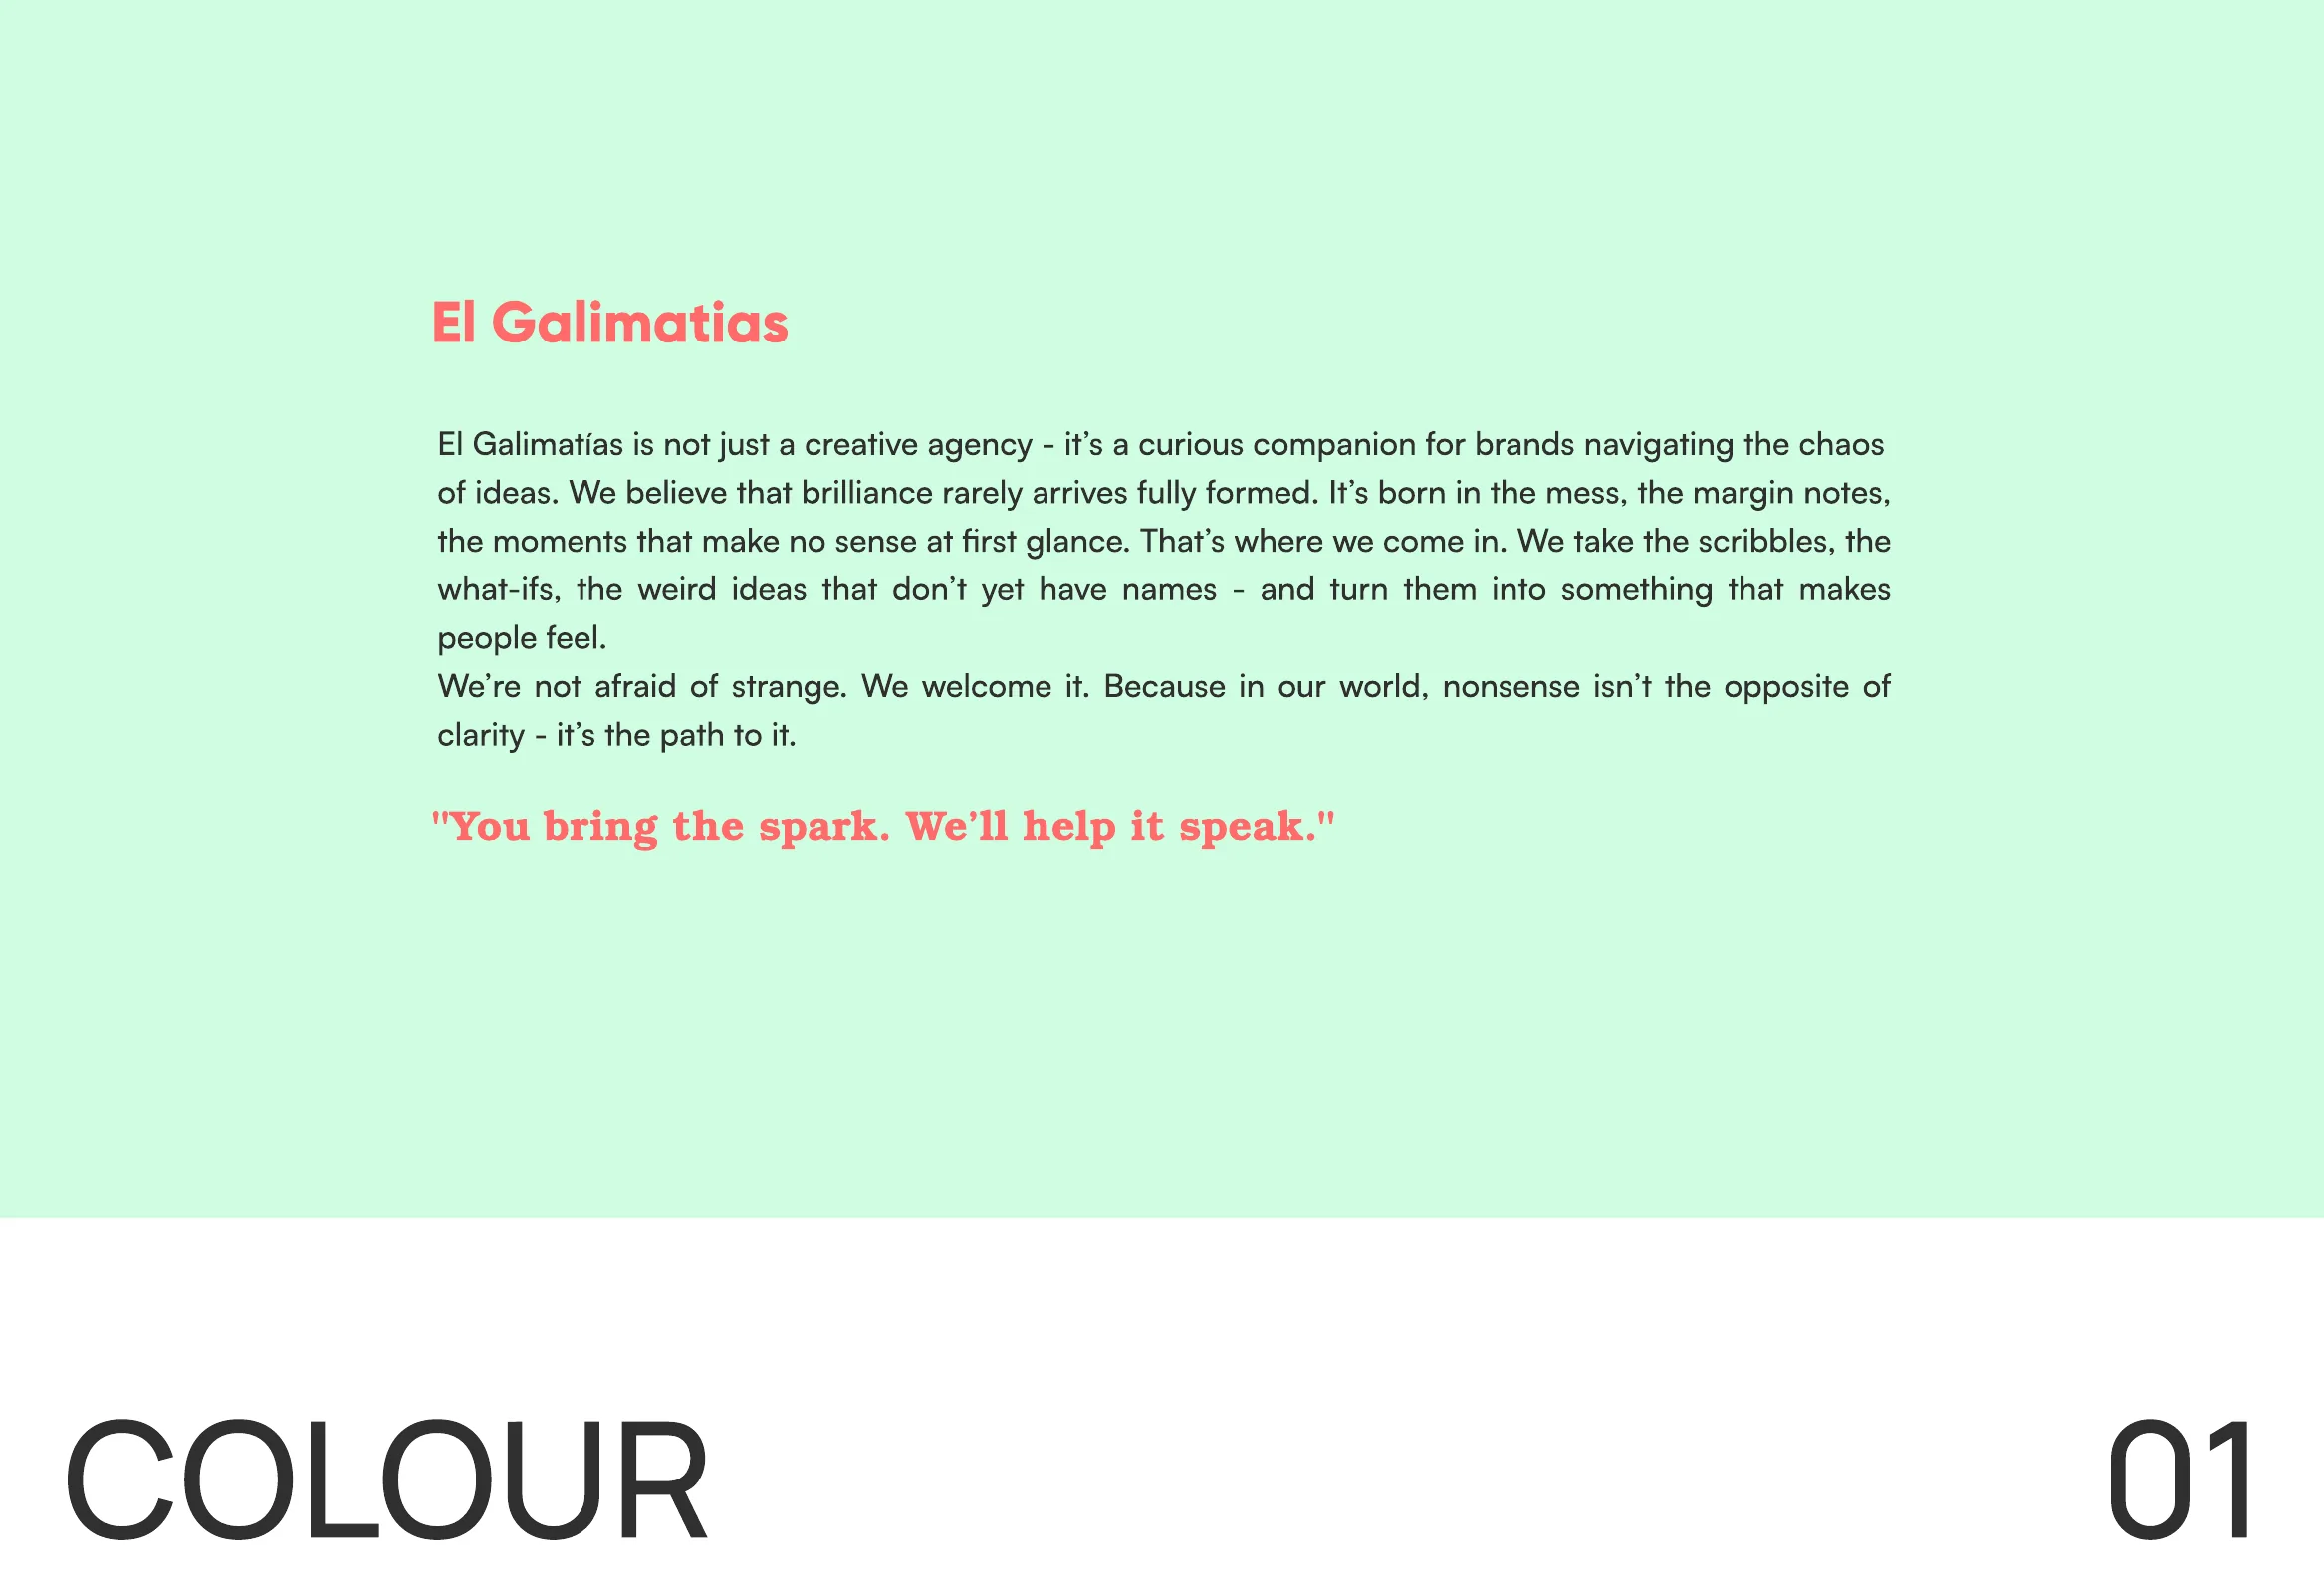 El Galimatias
El Galimatías is not just a creative agency - it’s a curious companion for brands navigating the chaos
of ideas. We believe that brilliance rarely arrives fully formed. It’s born in the mess, the margin notes,
the moments that make no sense at first glance. That’s where we come in. We take the scribbles, the
what-ifs, the weird ideas that don’t yet have names - and turn them into something that makes
people feel.
We’re not afraid of strange. We welcome it. Because in our world, nonsense isn’t the opposite of
clarity - it’s the path to it.
"You bring the spark. We’ll help it speak."
COLOUR
01